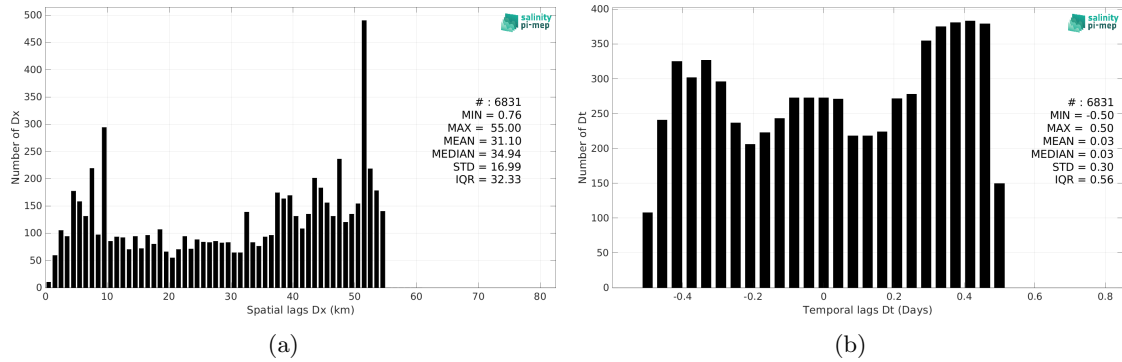 salinity
pi-mep
500
450
400
350
300
250
200
150
100
50
0
Number of Dx
# : 6831
MIN = 0.76
MAX = 55.00
MEAN = 31.10
MEDIAN = 34.94
STD = 16.99
IQR = 32.33
0 10 20 30 40 50 60 70 80
Spatial lags Dx (km)
(a)
salinity
pi-mep
400
350
300
250
200
150
100
50
0
Number of Dt
# : 6831
MIN = -0.50
MAX = 0.50
MEAN = 0.03
MEDIAN = 0.03
STD = 0.30
IQR = 0.56
-0.4 -0.2 0 0.2 0.4 0.6 0.8
Temporal lags Dt (Days)
(b)